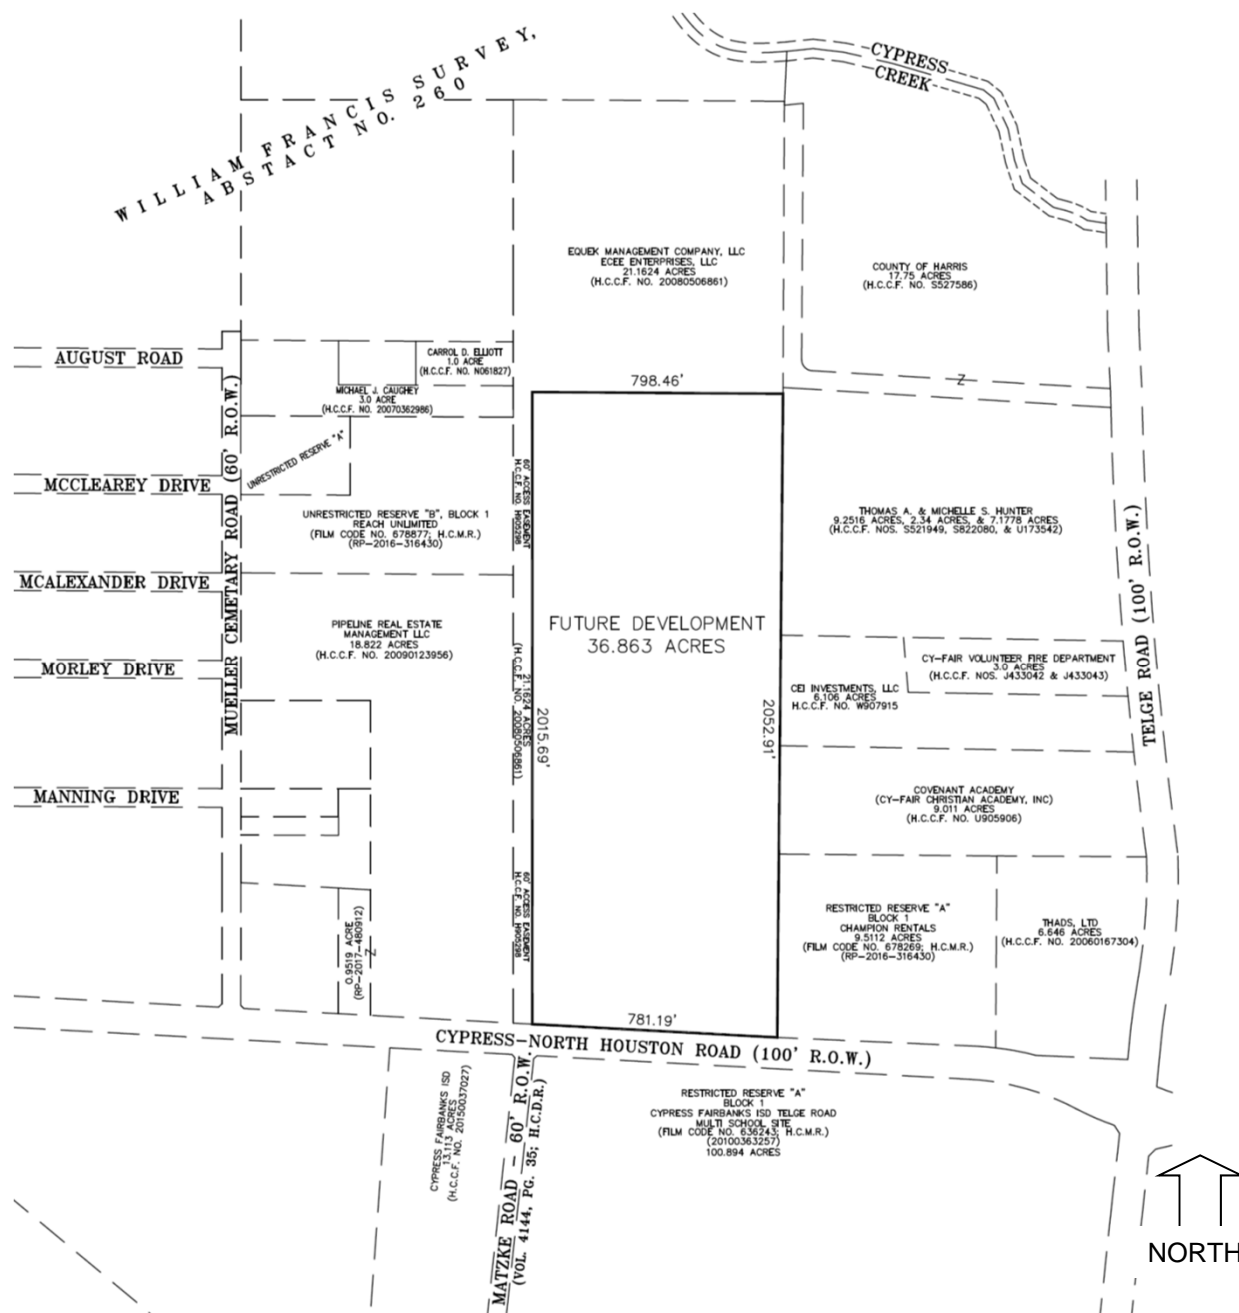 WILLIAM FRANCIS SURVEY,
ABSTACT NO. 260
CYPRESS
CREEK
EQUEK MANAGEMENT COMPANY, LLC
ECEE ENTERPRISES, LLC
21.1624 ACRES
(H.C.C.F. NO. 20080506861)
COUNTY OF HARRIS
17.75 ACRES
(H.C.C.F. NO. S527586)
AUGUST ROAD
CARROL D. ELLIOTT
1.0 ACRE
(H.C.C.F. NO. N061827)
MICHAEL J. CAUGHEY
3.0 ACRE
(H.C.C.F. NO. 20070362986)
798.46'
Z
UNRESTRICTED RESERVE "A"
MCCLEAREY DRIVE
UNRESTRICTED RESERVE "B", BLOCK 1
REACH UNLIMITED
(FILM CODE NO. 678877; H.C.M.R.)
(RP-2016-316430)
60' ACCESS EASEMENT
H.C.C.F. NO. H905298
THOMAS A. & MICHELLE S. HUNTER
9.2516 ACRES, 2.34 ACRES, & 7.1778 ACRES
(H.C.C.F. NOS. S521949, S822080, & U173542)
MUELLER CEMETARY ROAD (60' R.O.W.)
TELGE ROAD (100' R.O.W.)
MCALEXANDER DRIVE
PIPELINE REAL ESTATE
MANAGEMENT LLC
18.822 ACRES
(H.C.C.F. NO. 20090123956)
FUTURE DEVELOPMENT
36.863 ACRES
MORLEY DRIVE
21.1624 ACRES
(H.C.C.F. NO. 20080506861)
2015.69'
2052.91'
CY-FAIR VOLUNTEER FIRE DEPARTMENT
3.0 ACRES
(H.C.C.F. NOS. J433042 & J433043)
CEI INVESTMENTS, LLC
6.106 ACRES
H.C.C.F. NO. W907915
MANNING DRIVE
COVENANT ACADEMY
(CY-FAIR CHRISTIAN ACADEMY, INC)
9.011 ACRES
(H.C.C.F. NO. U905906)
60' ACCESS EASEMENT
H.C.C.F. NO. H905298
0.9519 ACRE
(RP-2017-480912)
Z
RESTRICTED RESERVE "A"
BLOCK 1
CHAMPION RENTALS
9.5112 ACRES
(FILM CODE NO. 678269; H.C.M.R.)
(RP-2016-316430)
THADS, LTD
6.646 ACRES
(H.C.C.F. NO. 20060167304)
781.19'
CYPRESS-NORTH HOUSTON ROAD (100' R.O.W.)
CYPRESS FAIRBANKS ISD
13.113 ACRES
(H.C.C.F. NO. 20150037027)
MATZKE ROAD - 60' R.O.W.
(VOL. 4144, PG. 35; H.C.D.R.)
RESTRICTED RESERVE "A"
BLOCK 1
CYPRESS FAIRBANKS ISD TELGE ROAD
MULTI SCHOOL SITE
(FILM CODE NO. 636243; H.C.M.R.)
(20100363257)
100.894 ACRES
NORTH